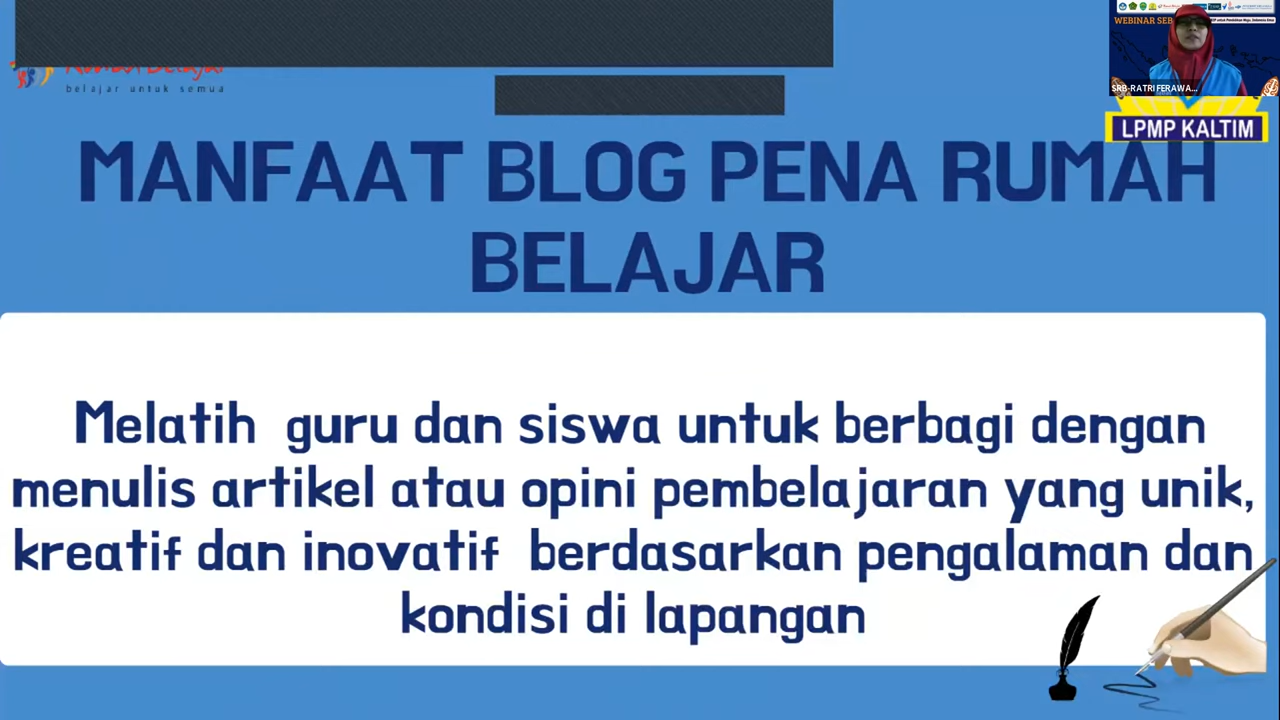 belajar untuk semua
WEBINAR SEB
SRB-RATRI FERAWA...
LPMP KALTIM
MANFAAT BLOG PENA RUMAH
BELAJAR
Melatih guru dan siswa untuk berbagi dengan
menulis artikel atau opini pembelajaran yang unik,
kreatif dan inovatif berdasarkan pengalaman dan
kondisi di lapangan